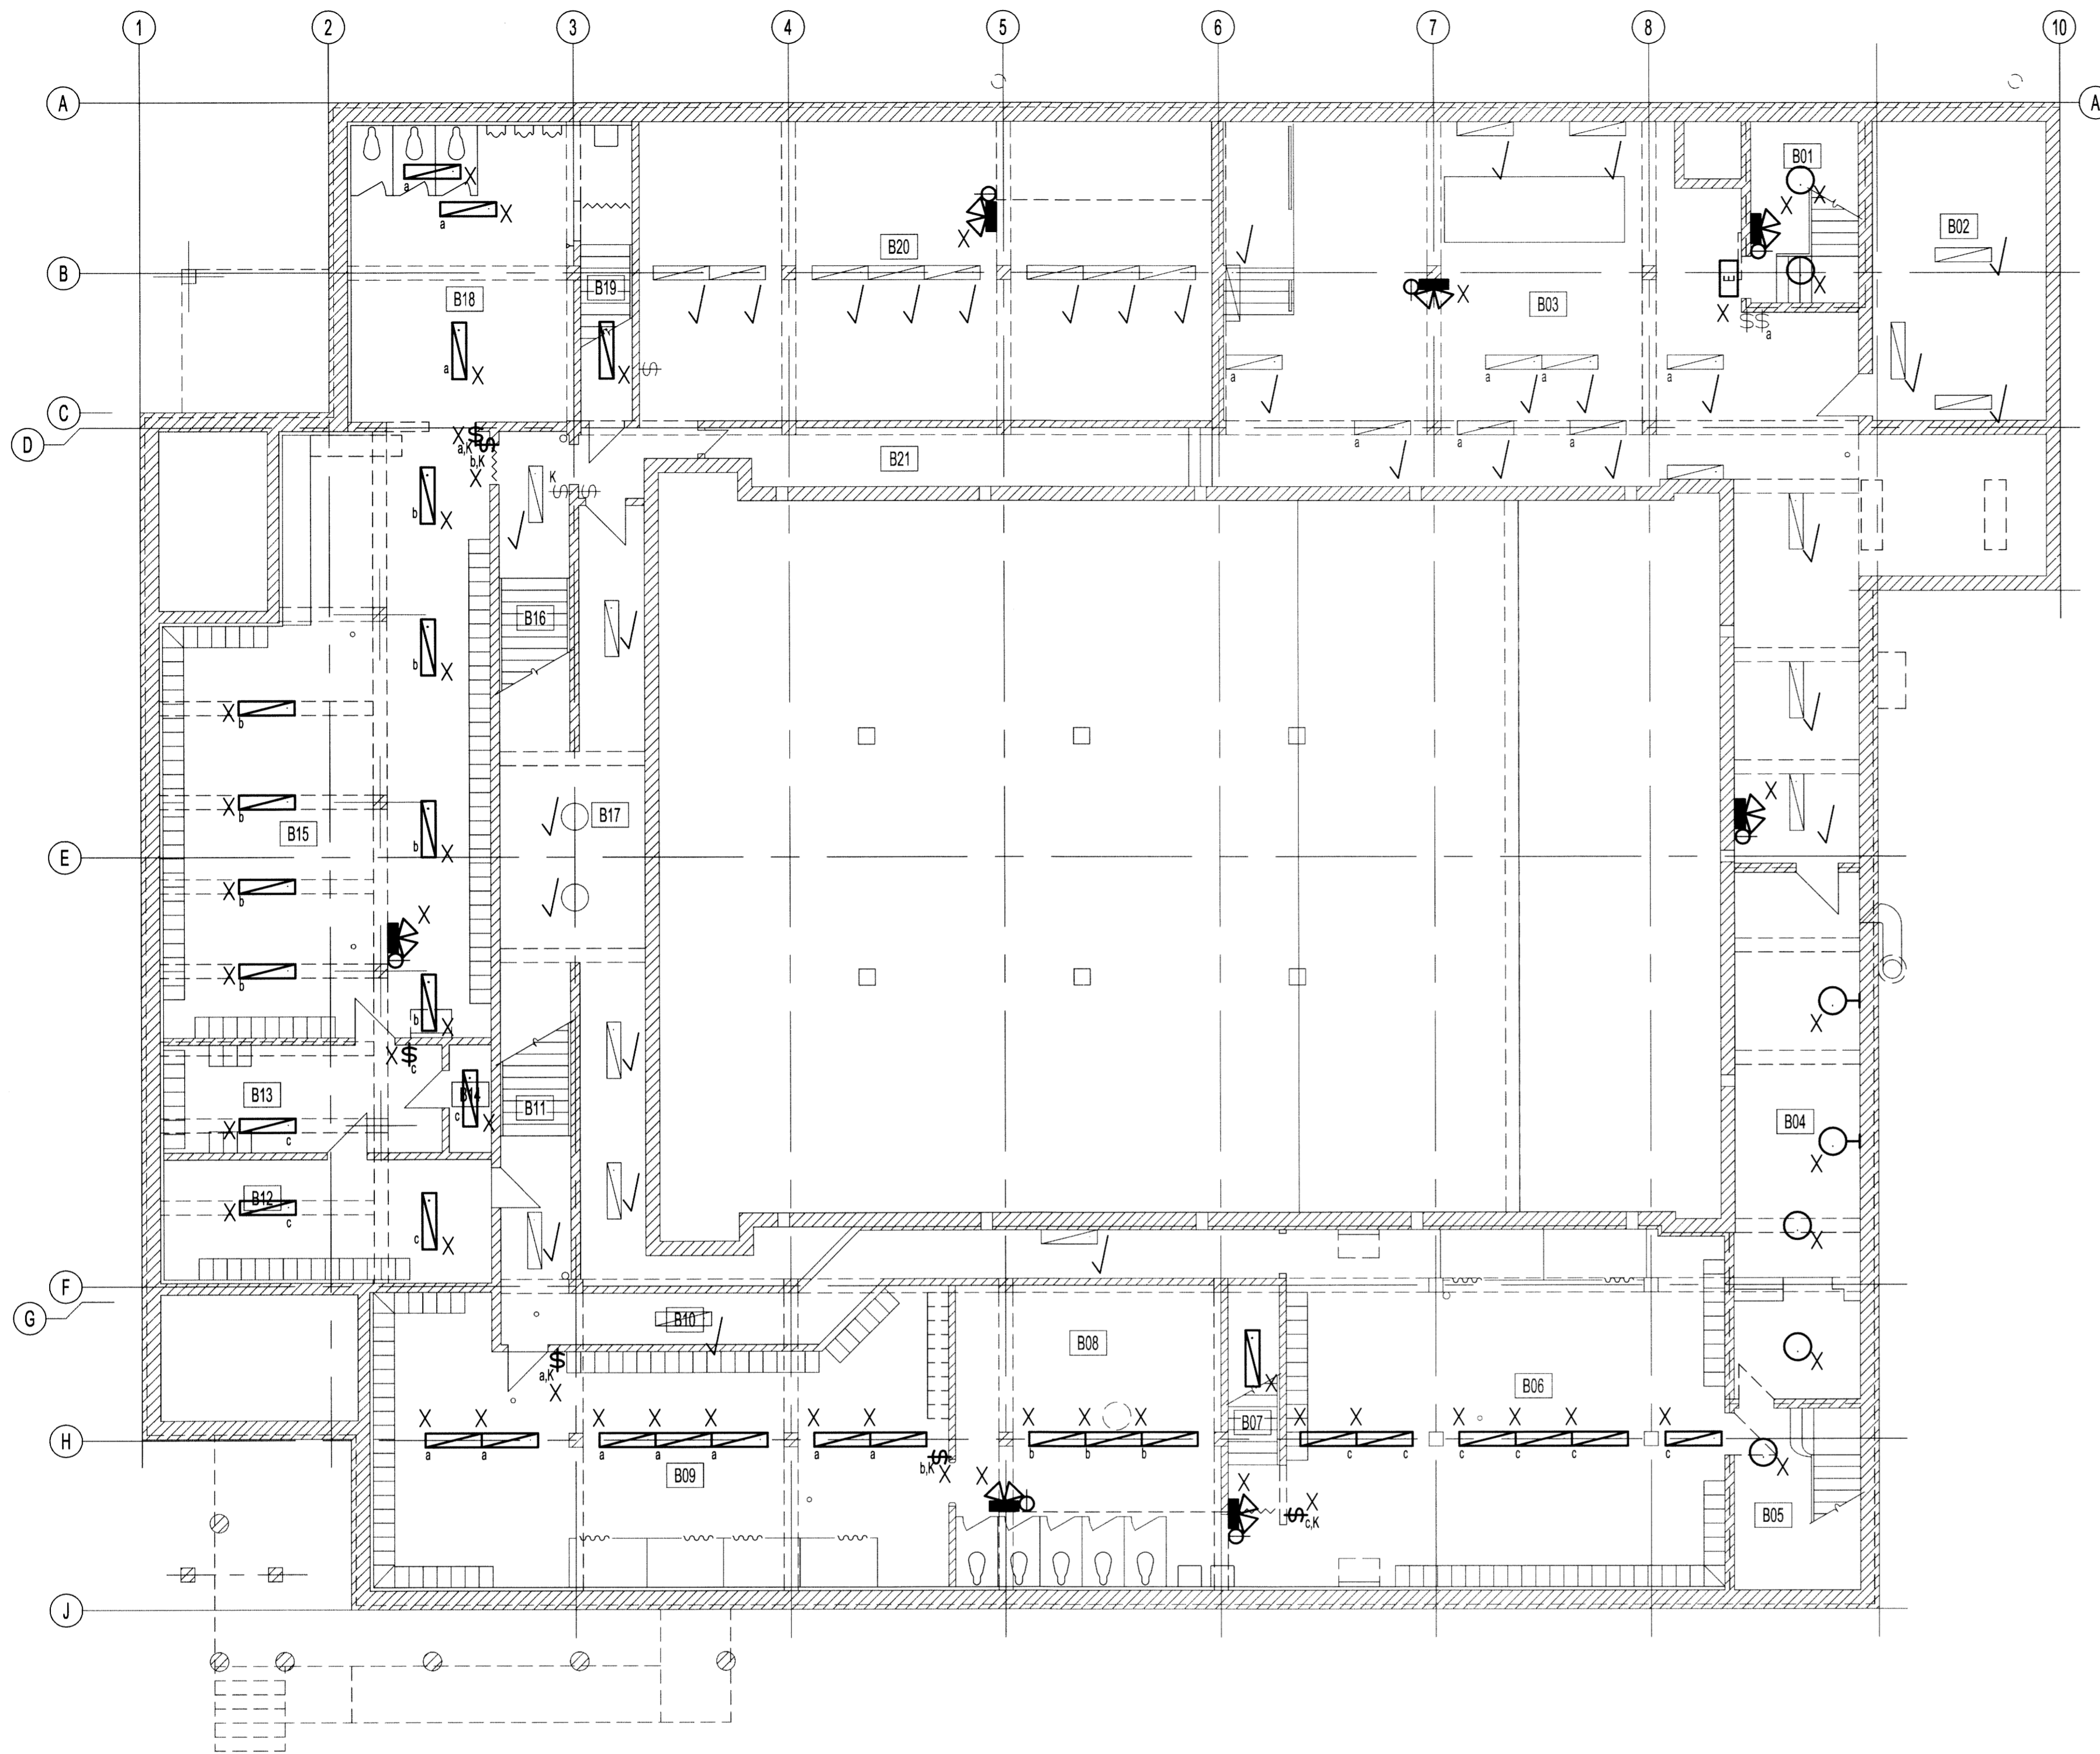 1 2 3 4 5 6 7 8 10
A A
B01
X X
a X
X
a
X
B20
B02
B
B18
B19
X
B03
X
E
X
X
$$
a
a X
X
$
a a a a
C
D
X $
a,K
b,K
X
$
B21
a a a
K
$ $
b X
B16
b X
X b
X b
B15
B17
b X
X
E
X b
X
X b
b X
X
X $
c
B13
B14
X c
c X
B11
B04
X
B12
X c
c X
X
F
G
B10
B08
X
$
a,K
X
X
B07
B06
X X X X X X X X X X X X X X X X
H
a a a a a a a b b b c c c c c
X
b,K $
X
B09
X
X
X
$ c,K
B05
J